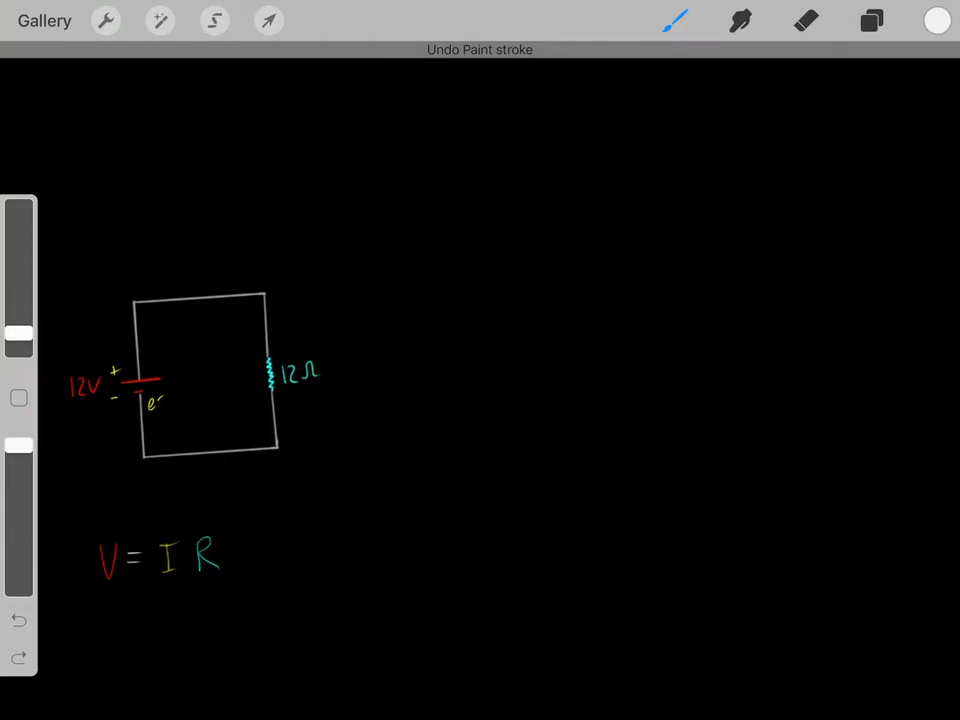 Gallery
Undo Paint stroke
12V + -
e-
12Ω
V = I R